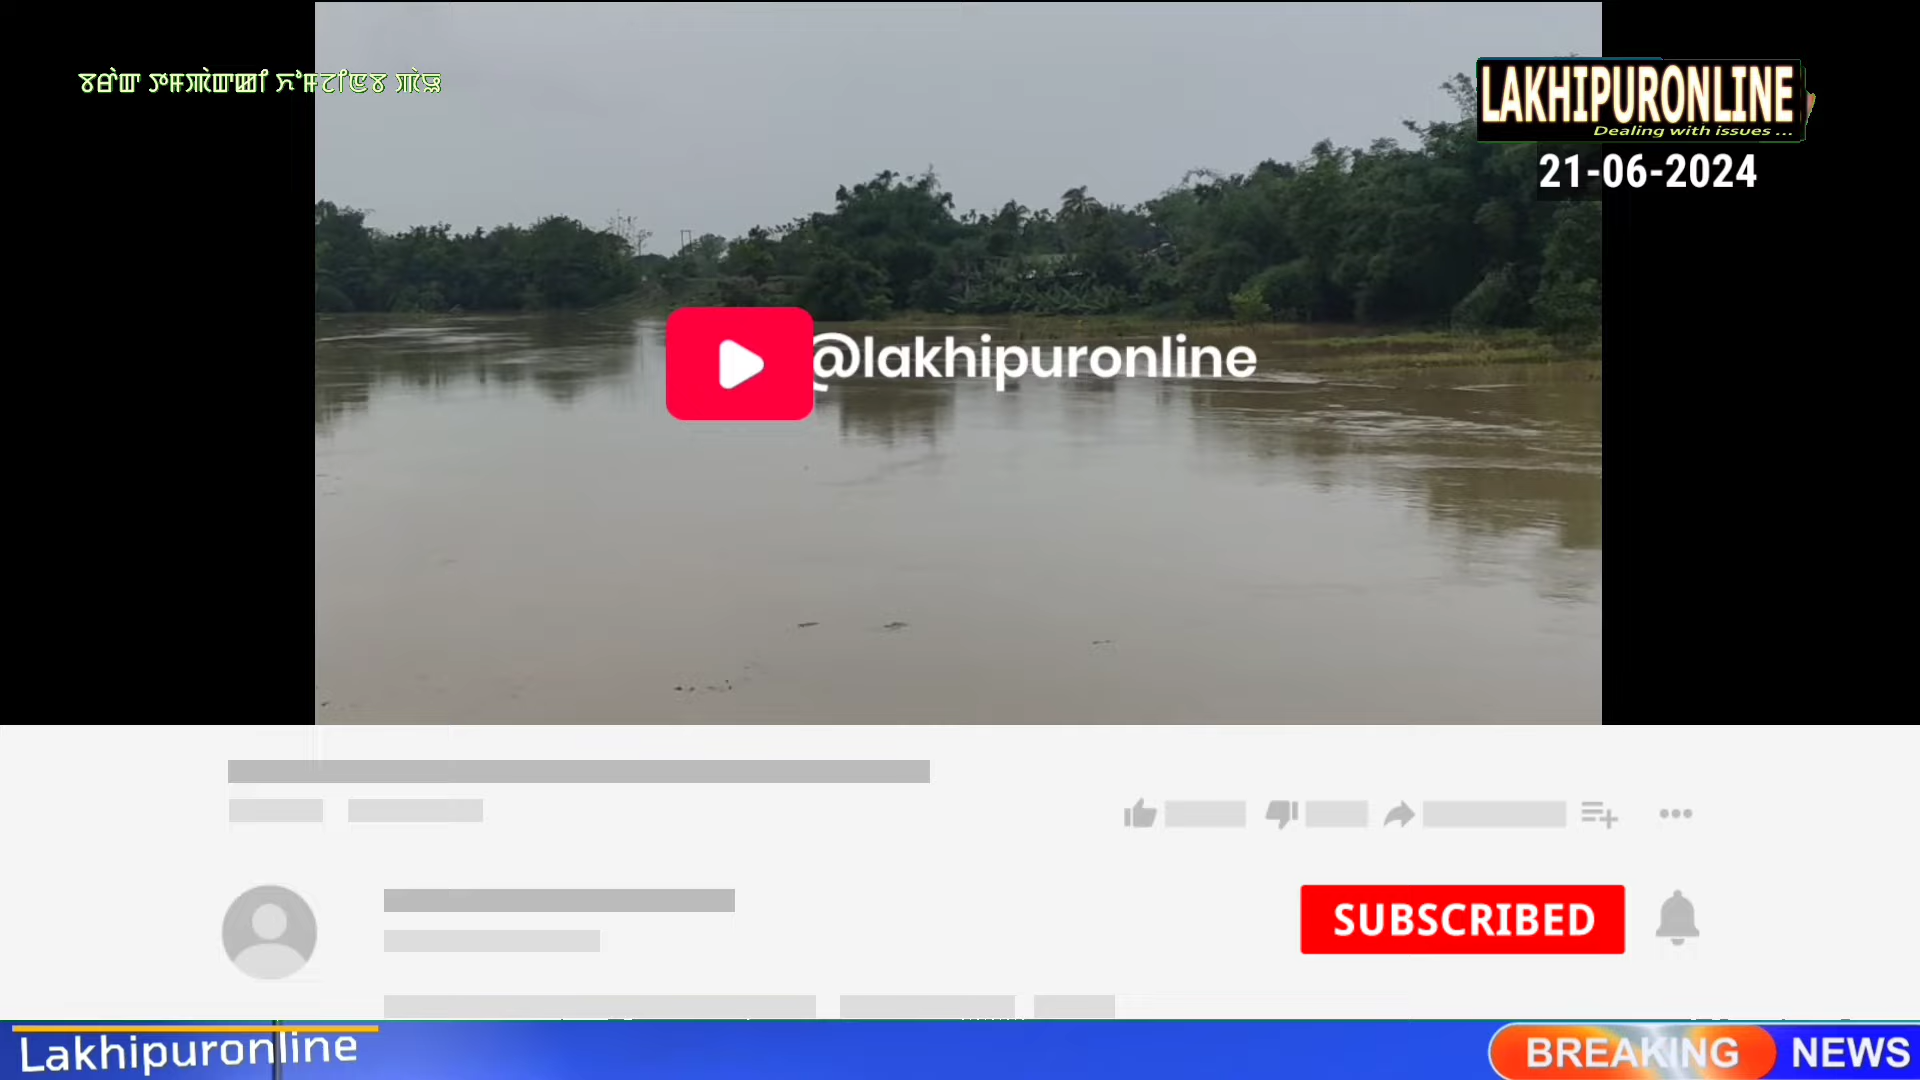 LAKHIPURONLINE
Dealing with issues ...
21-06-2024
@lakhipuronline
SUBSCRIBED
Lakhipuronline
BREAKING NEWS